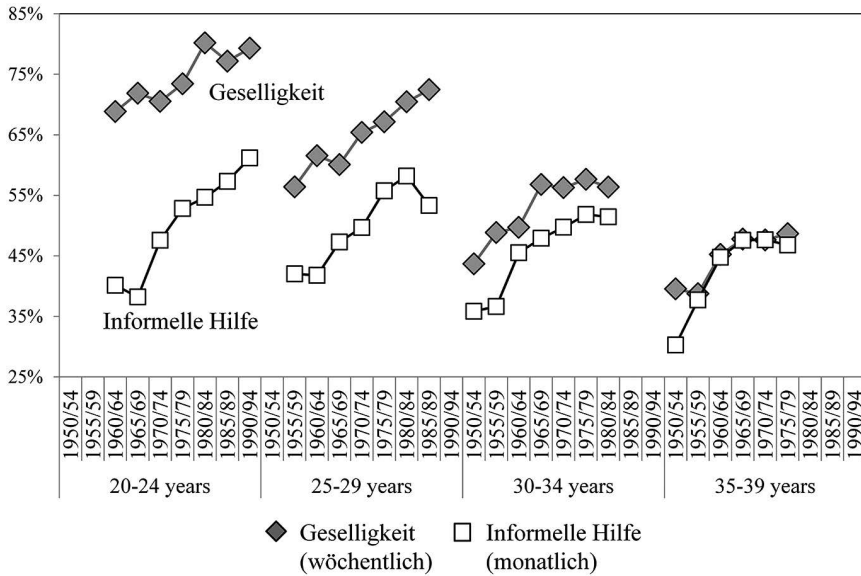 85%
75%
65%
55%
45%
35%
25%
Geselligkeit
Informelle Hilfe
1950/54 1955/59 1960/64 1965/69 1970/74 1975/79 1980/84 1985/89 1990/94
1950/54 1955/59 1960/64 1965/69 1970/74 1975/79 1980/84 1985/89 1990/94
1950/54 1955/59 1960/64 1965/69 1970/74 1975/79 1980/84 1985/89 1990/94
1950/54 1955/59 1960/64 1965/69 1970/74 1975/79 1980/84 1985/89 1990/94
20-24 years 25-29 years 30-34 years 35-39 years
Geselligkeit Informelle Hilfe
(wöchentlich) (monatlich)